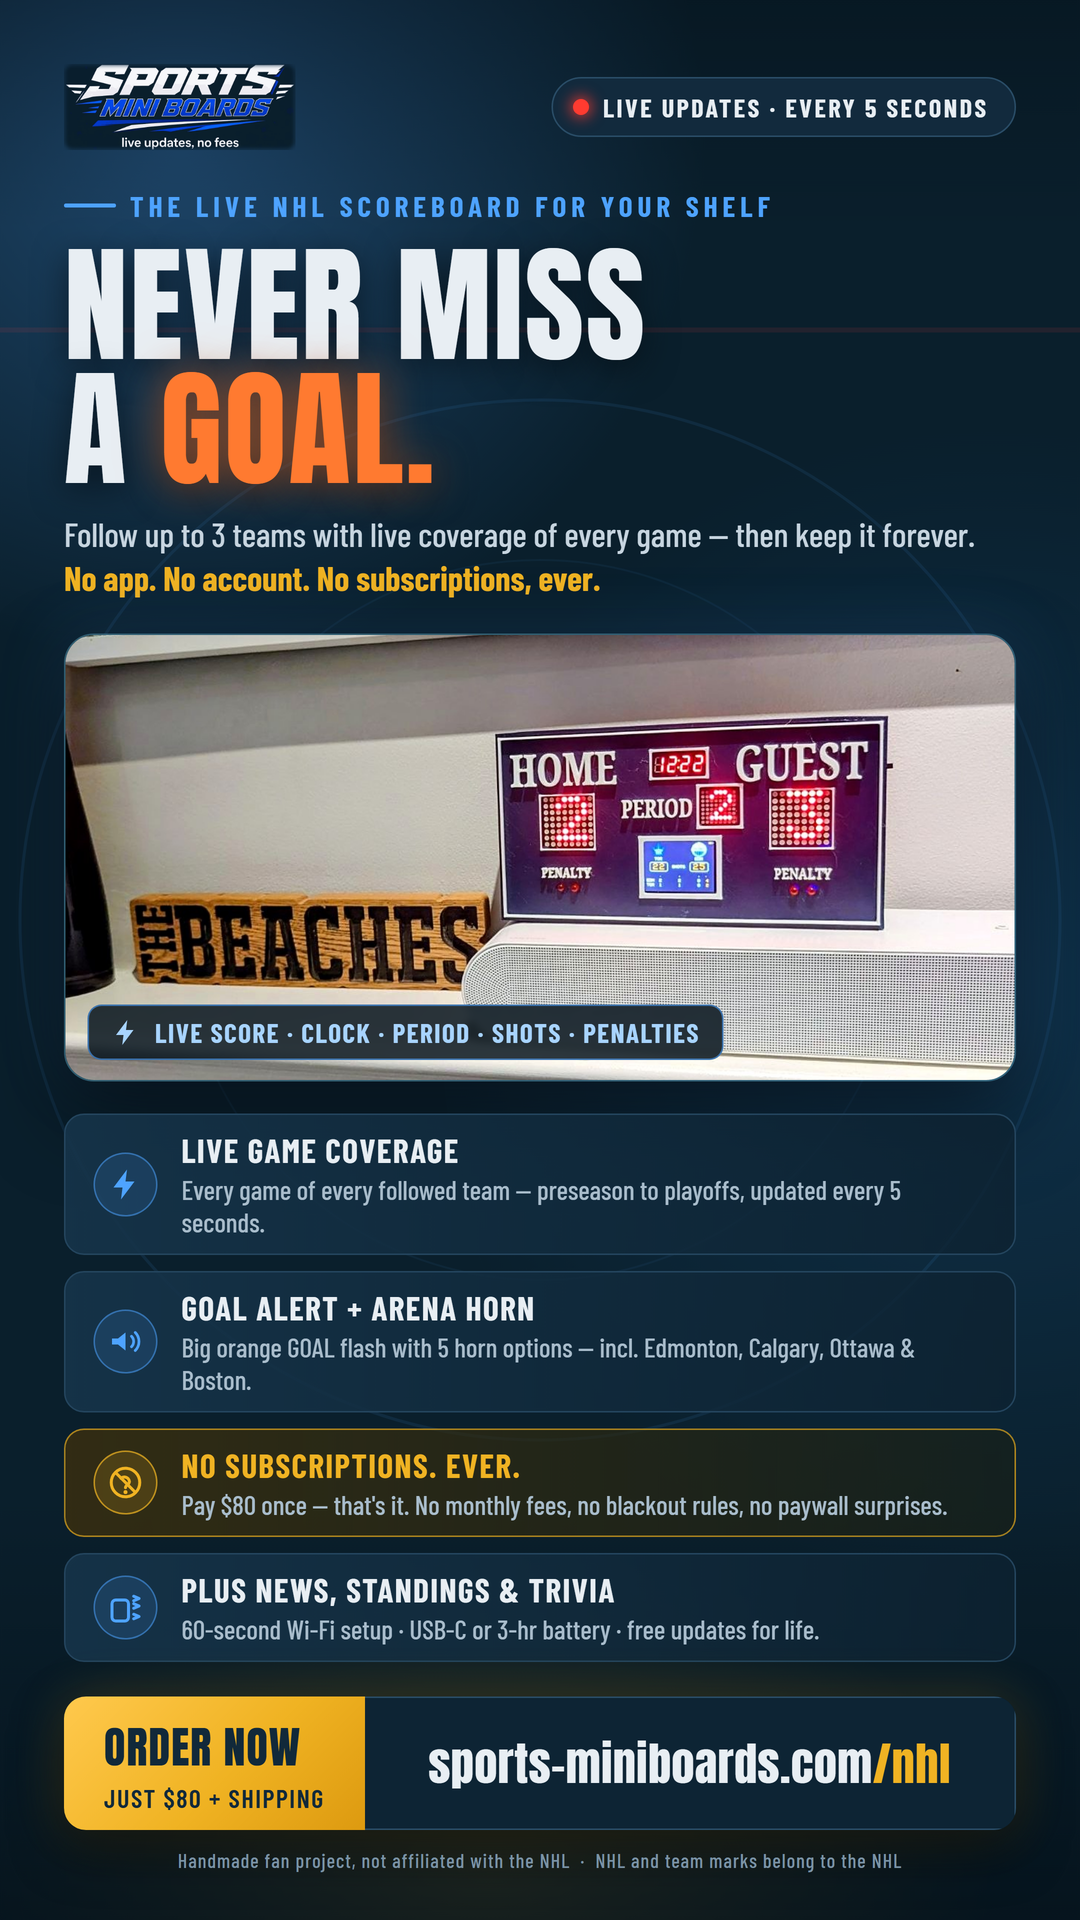 SPORTS
MINI BOARDS
live updates, no fees
LIVE UPDATES · EVERY 5 SECONDS
THE LIVE NHL SCOREBOARD FOR YOUR SHELF
NEVER MISS
A GOAL.
Follow up to 3 teams with live coverage of every game — then keep it forever.
No app. No account. No subscriptions, ever.
HOME 12:22 GUEST
2 PERIOD 2 3
PENALTY PENALTY
22 SHOTS 25
THE BEACHES
LIVE SCORE · CLOCK · PERIOD · SHOTS · PENALTIES
LIVE GAME COVERAGE
Every game of every followed team — preseason to playoffs, updated every 5
seconds.
GOAL ALERT + ARENA HORN
Big orange GOAL flash with 5 horn options — incl. Edmonton, Calgary, Ottawa &
Boston.
NO SUBSCRIPTIONS. EVER.
Pay $80 once — that's it. No monthly fees, no blackout rules, no paywall surprises.
PLUS NEWS, STANDINGS & TRIVIA
60-second Wi-Fi setup · USB-C or 3-hr battery · free updates for life.
ORDER NOW
JUST $80 + SHIPPING
sports-miniboards.com/nhl
Handmade fan project, not affiliated with the NHL · NHL and team marks belong to the NHL